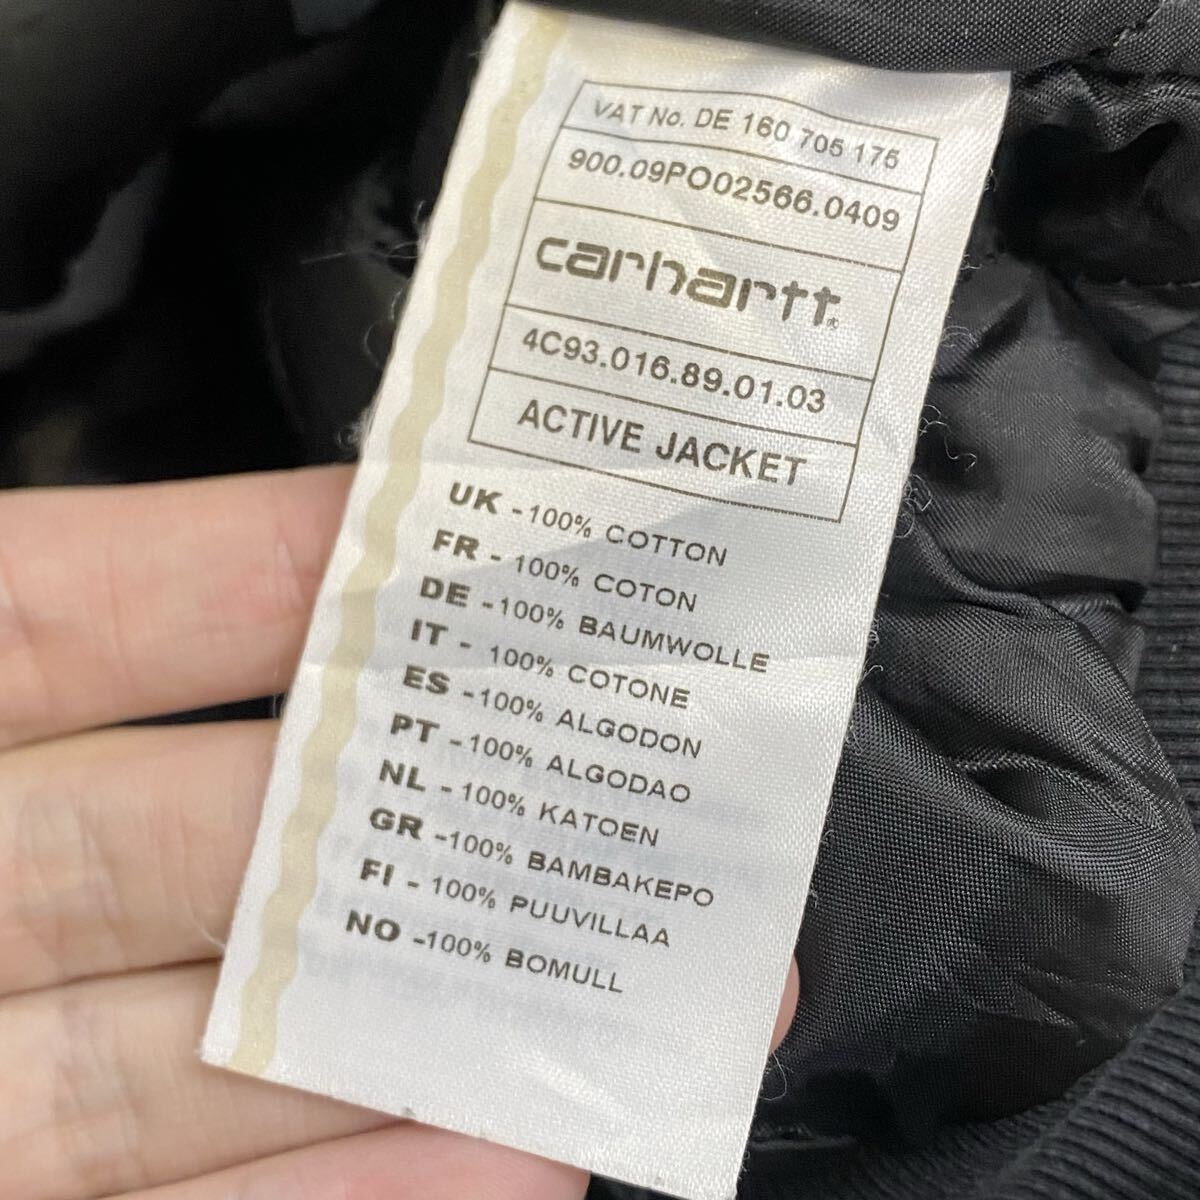 VAT No. DE 160 705 175
900.09PO02566.0409
carhartt
4C93.016.89.01.03
ACTIVE JACKET
UK -100% COTTON
FR - 100% COTON
DE -100% BAUMWOLLE
IT - 100% COTONE
ES -100% ALGODON
PT -100% ALGODAO
NL -100% KATOEN
GR -100% BAMBAKEPO
FI - 100% PUUVILLAA
NO -100% BOMULL